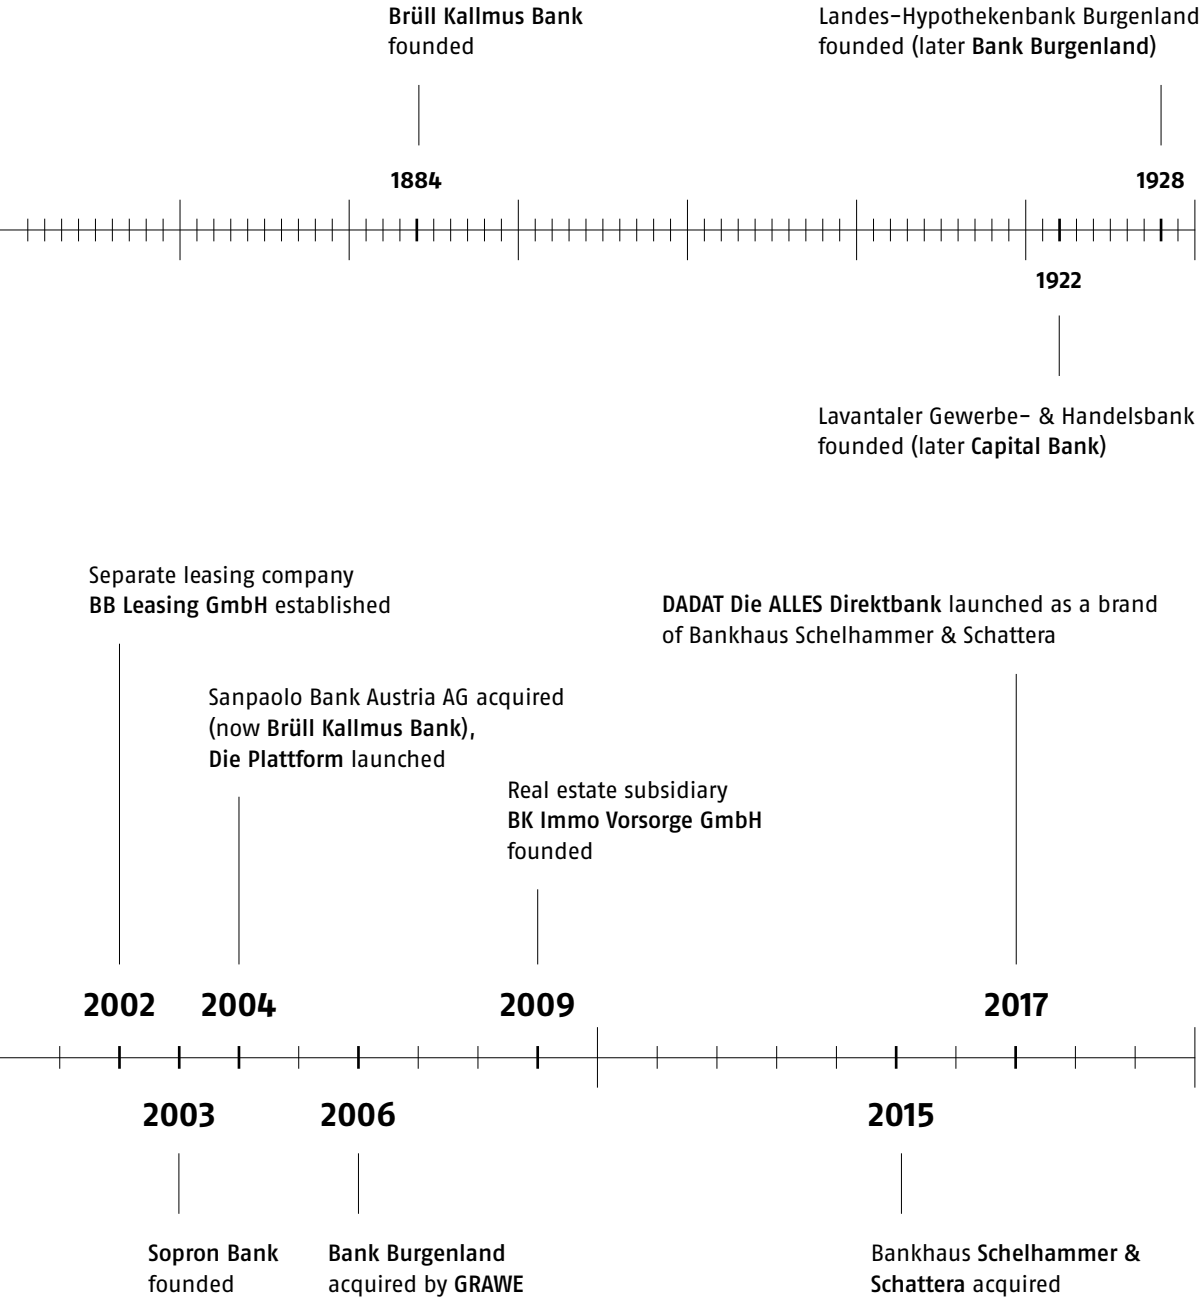 Brüll Kallmus Bank
founded
Landes-Hypothekenbank Burgenland
founded (later Bank Burgenland)
1884
1928
1922
Lavantaler Gewerbe- & Handelsbank
founded (later Capital Bank)
Separate leasing company
BB Leasing GmbH established
DADAT Die ALLES Direktbank launched as a brand
of Bankhaus Schelhammer & Schattera
Sanpaolo Bank Austria AG acquired
(now Brüll Kallmus Bank),
Die Plattform launched
Real estate subsidiary
BK Immo Vorsorge GmbH
founded
2002
2004
2009
2017
2003
2006
2015
Sopron Bank
founded
Bank Burgenland
acquired by GRAWE
Bankhaus Schelhammer &
Schattera acquired